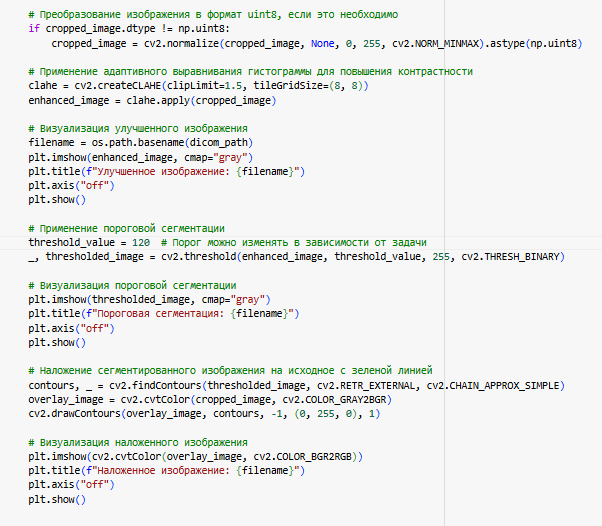 # Преобразование изображения в формат uint8, если это необходимо
if cropped_image.dtype != np.uint8:
    cropped_image = cv2.normalize(cropped_image, None, 0, 255, cv2.NORM_MINMAX).astype(np.uint8)

# Применение адаптивного выравнивания гистограммы для повышения контрастности
clahe = cv2.createCLAHE(clipLimit=1.5, tileGridSize=(8, 8))
enhanced_image = clahe.apply(cropped_image)

# Визуализация улучшенного изображения
filename = os.path.basename(dicom_path)
plt.imshow(enhanced_image, cmap="gray")
plt.title(f"Улучшенное изображение: {filename}")
plt.axis("off")
plt.show()

# Применение пороговой сегментации
threshold_value = 120  # Порог можно изменять в зависимости от задачи
_, thresholded_image = cv2.threshold(enhanced_image, threshold_value, 255, cv2.THRESH_BINARY)

# Визуализация пороговой сегментации
plt.imshow(thresholded_image, cmap="gray")
plt.title(f"Пороговая сегментация: {filename}")
plt.axis("off")
plt.show()

# Наложение сегментированного изображения на исходное с зеленой линией
contours, _ = cv2.findContours(thresholded_image, cv2.RETR_EXTERNAL, cv2.CHAIN_APPROX_SIMPLE)
overlay_image = cv2.cvtColor(cropped_image, cv2.COLOR_GRAY2BGR)
cv2.drawContours(overlay_image, contours, -1, (0, 255, 0), 1)

# Визуализация наложенного изображения
plt.imshow(cv2.cvtColor(overlay_image, cv2.COLOR_BGR2RGB))
plt.title(f"Наложенное изображение: {filename}")
plt.axis("off")
plt.show()